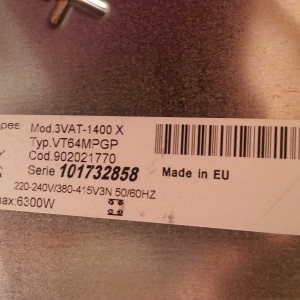 Mod.3VAT-1400 X
Typ.VT64MPGP
Cod.902021770
Serie 101732858 Made in EU
220-240V/380-415V3N 50/60HZ
max:6300W